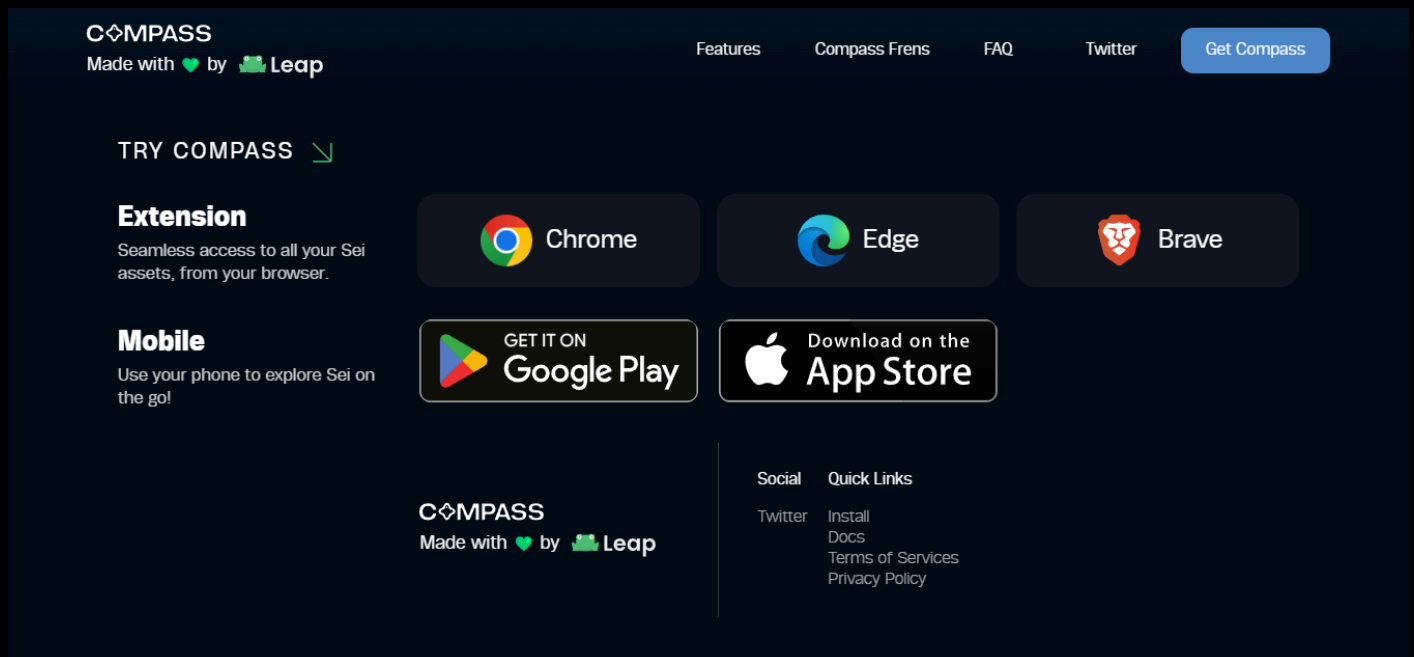 COMPASS
Made with by Leap
Features
Compass Frens
FAQ
Twitter
Get Compass
TRY COMPASS
Extension
Seamless access to all your Sei
assets, from your browser.
Chrome
Edge
Brave
Mobile
Use your phone to explore Sei on
the go!
GET IT ON
Google Play
Download on the
App Store
COMPASS
Made with by Leap
Social
Twitter
Quick Links
Install
Docs
Terms of Services
Privacy Policy